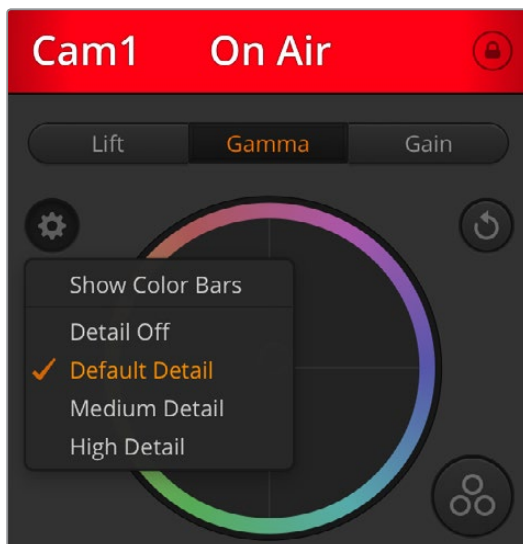 Cam1 On Air
Lift Gamma Gain
Show Color Bars
Detail Off
Default Detail
Medium Detail
High Detail